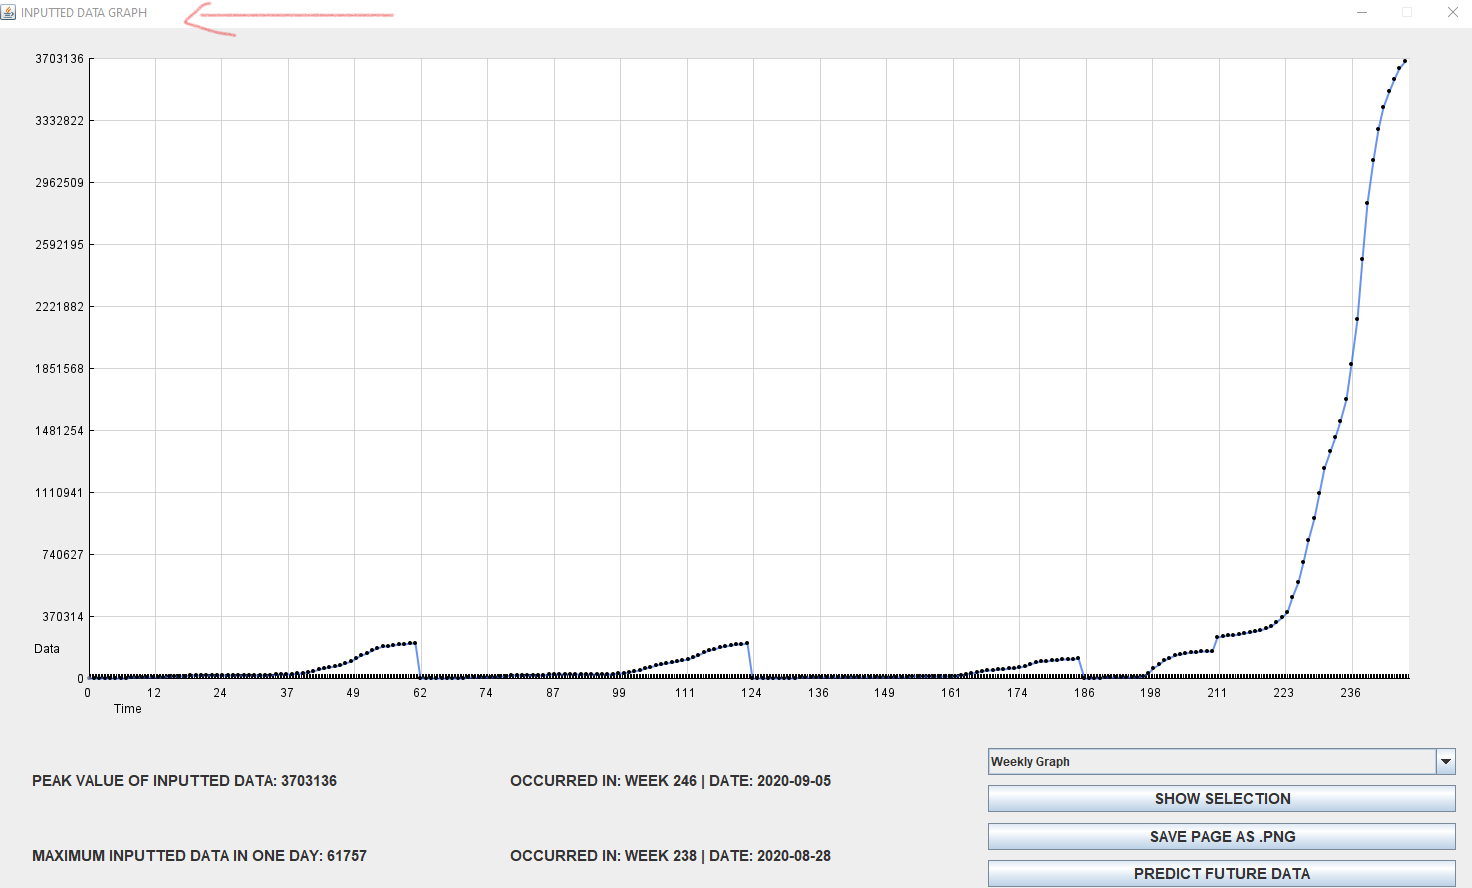 INPUTTED DATA GRAPH
3703136
3332822
2962509
2592195
2221882
1851568
1481254
1110941
740627
370314
Data
0
0 12 24 37 49 62 74 87 99 111 124 136 149 161 174 186 198 211 223 236
Time
Weekly Graph
PEAK VALUE OF INPUTTED DATA: 3703136 OCCURRED IN: WEEK 246 | DATE: 2020-09-05
SHOW SELECTION
SAVE PAGE AS .PNG
MAXIMUM INPUTTED DATA IN ONE DAY: 61757 OCCURRED IN: WEEK 238 | DATE: 2020-08-28
PREDICT FUTURE DATA